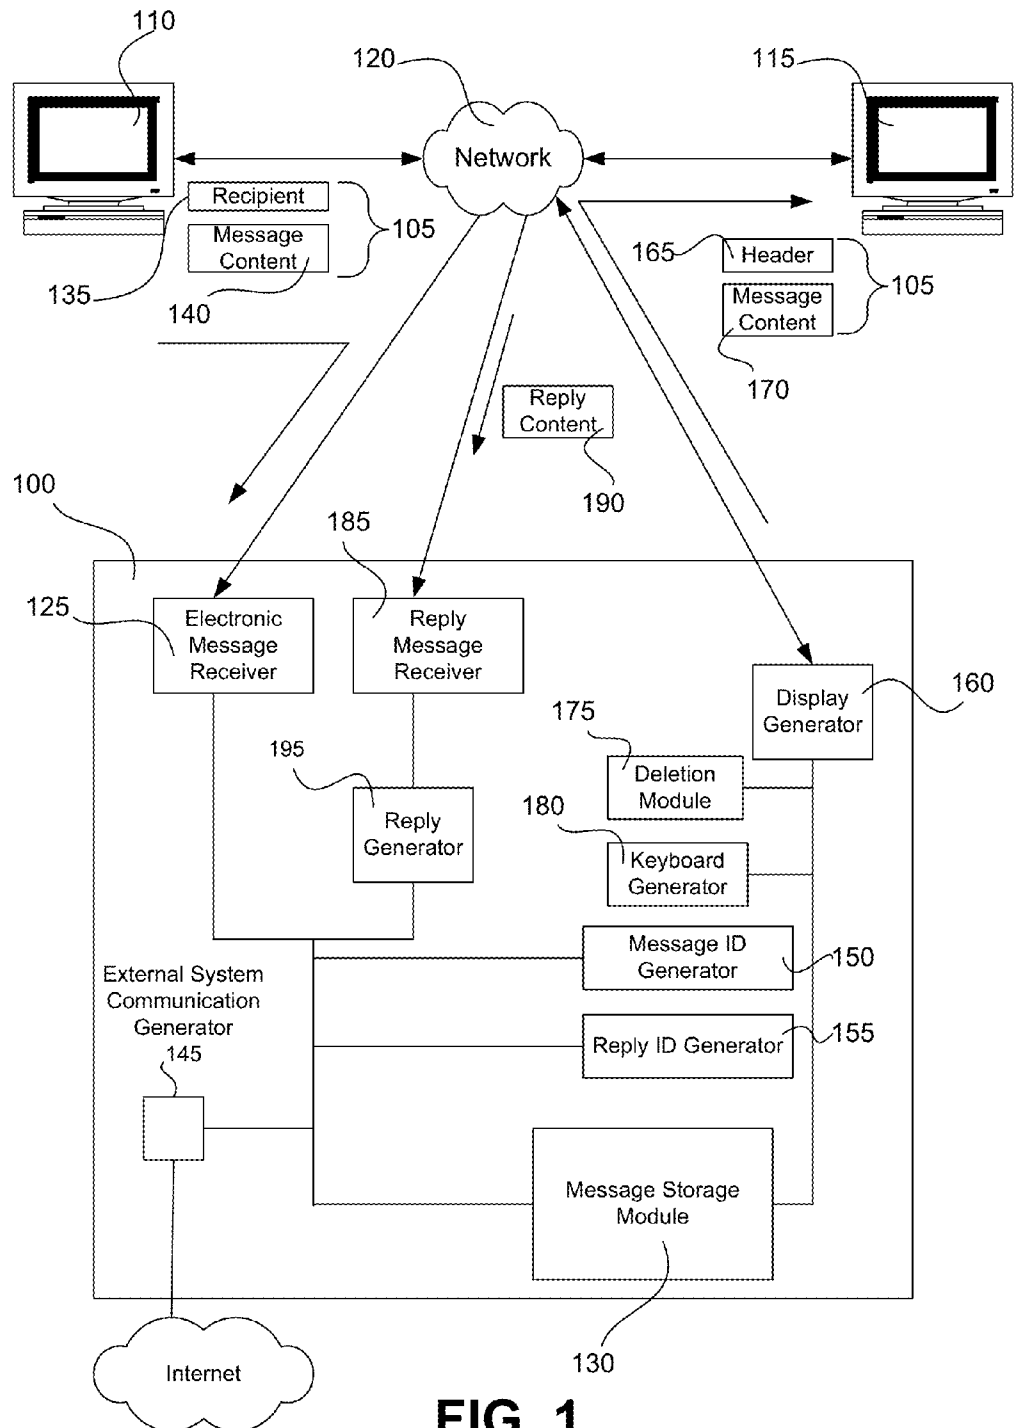 110
120
115
Network
Recipient
105
Message
Content
135
140
165
Header
105
Message
Content
170
Reply
Content
190
100
185
125
Electronic
Message
Receiver
Reply
Message
Receiver
160
Display
Generator
175
Deletion
Module
195
Reply
Generator
180
Keyboard
Generator
Message ID
Generator
150
External System
Communication
Generator
145
Reply ID Generator
155
Message Storage
Module
130
Internet
FIG. 1